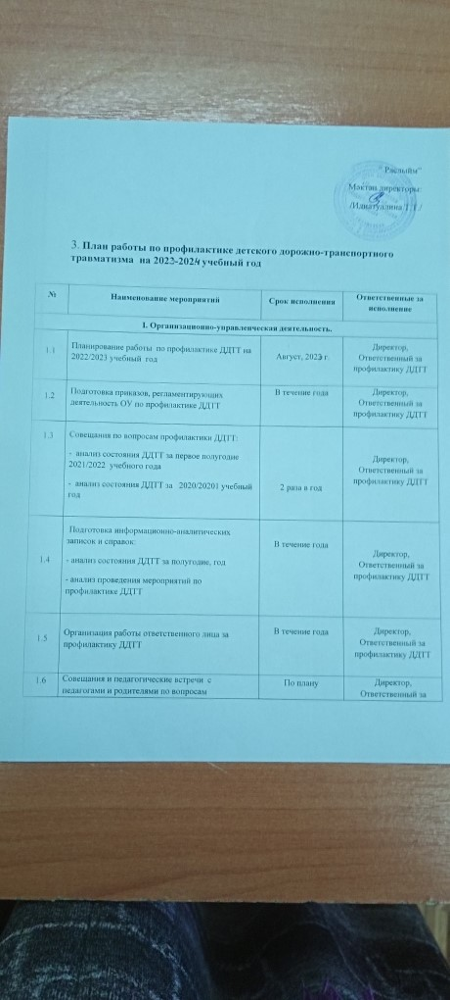 "Раслыйм"
Мәктәп директоры:
3. План работы по профилактике детского дорожно-транспортного
травматизма на 2023-2024 учебный год
№
Наименование мероприятий
Срок исполнения
Ответственные за
исполнение
I. Организационно-управленческая деятельность.
1.1
Планирование работы по профилактике ДДТТ на
2022/2023 учебный год
Август, 2023 г.
Директор,
Ответственный за
профилактику ДДТТ
1.2
Подготовка приказов, регламентирующих
деятельность ОУ по профилактике ДДТТ
В течение года
Директор,
Ответственный за
профилактику ДДТТ
1.3
Совещания по вопросам профилактики ДДТТ:
- анализ состояния ДДТТ за первое полугодие
2021/2022 учебного года
- анализ состояния ДДТТ за 2020/20201 учебный
год
2 раза в год
Директор,
Ответственный за
профилактику ДДТТ
1.4
Подготовка информационно-аналитических
записок и справок:
- анализ состояния ДДТТ за полугодие, год
- анализ проведения мероприятий по
профилактике ДДТТ
В течение года
Директор,
Ответственный за
профилактику ДДТТ
1.5
Организация работы ответственного лица за
профилактику ДДТТ
В течение года
Директор,
Ответственный за
профилактику ДДТТ
1.6
Совещания и педагогические встречи с
педагогами и родителями по вопросам
По плану
Директор,
Ответственный за